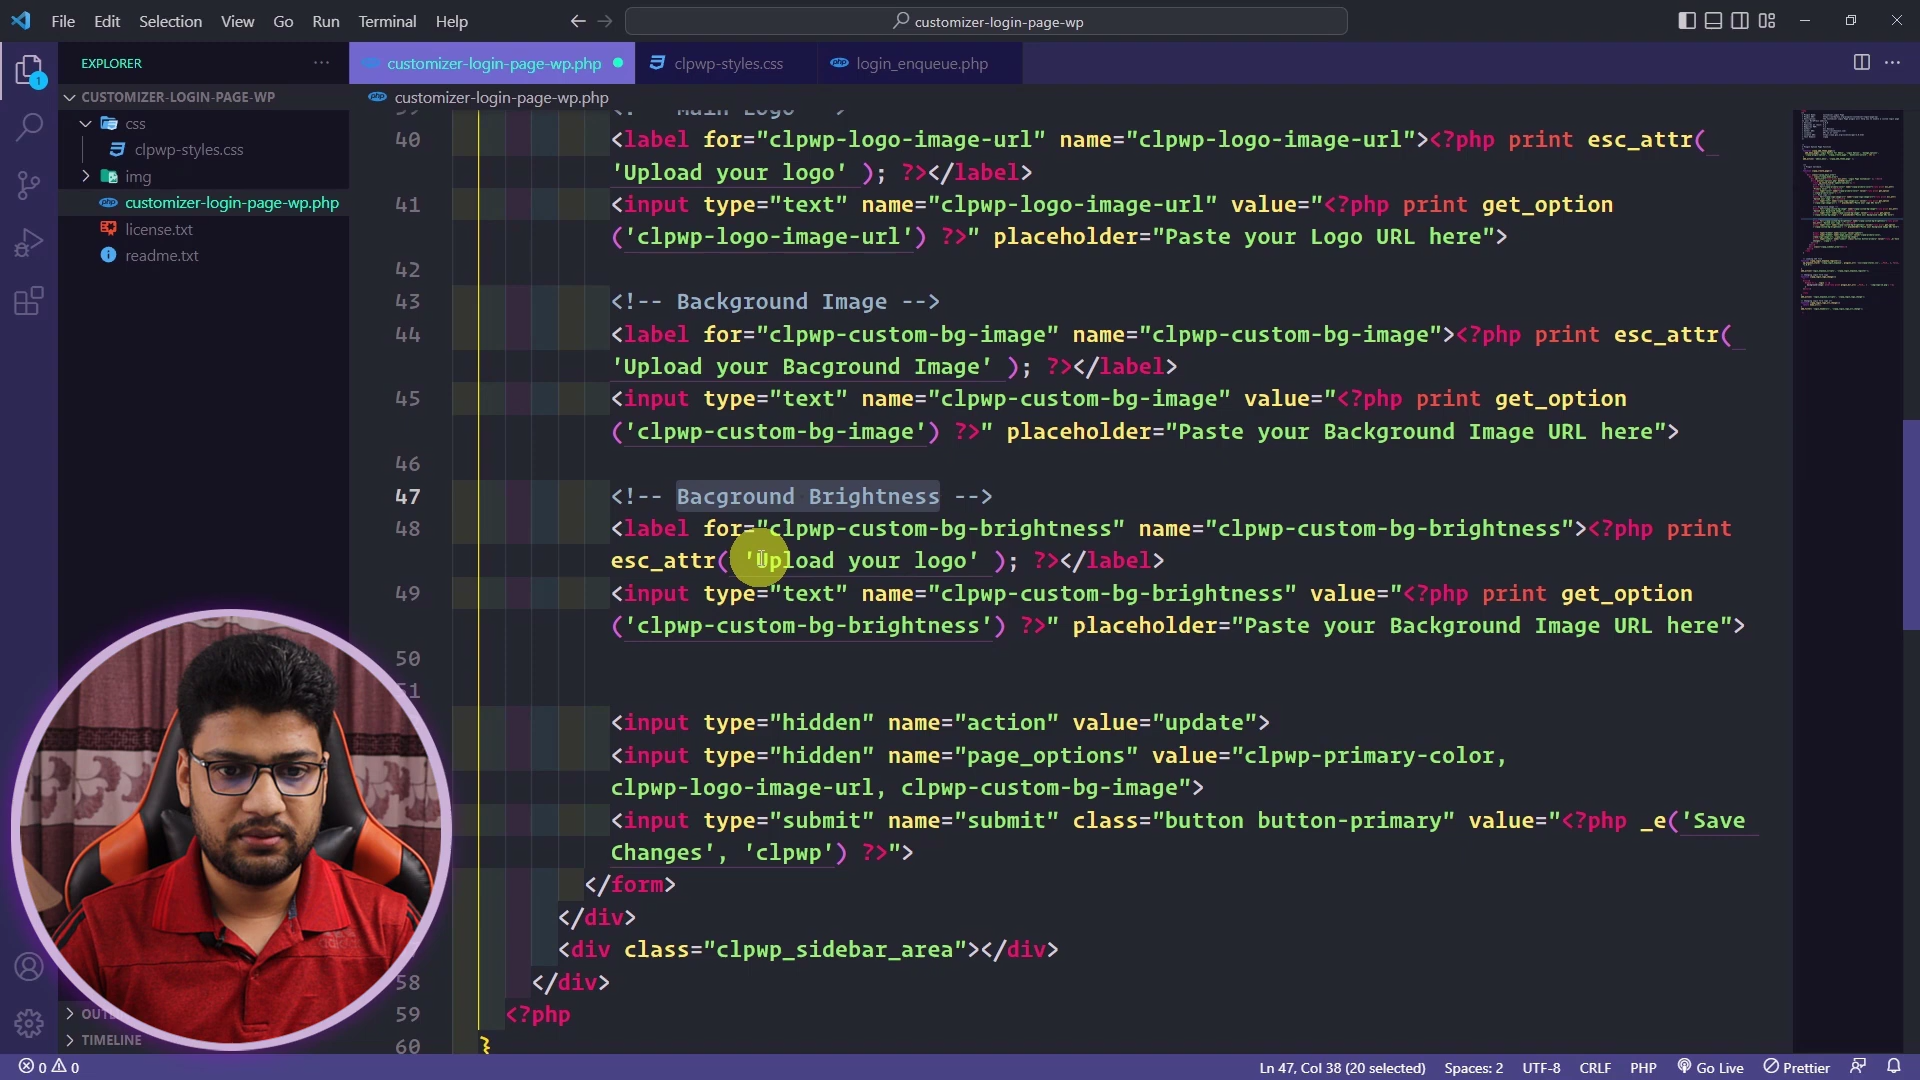 File Edit Selection View Go Run Terminal Help
customizer-login-page-wp
EXPLORER
customizer-login-page-wp.php
clpwp-styles.css
login_enqueue.php
CUSTOMIZER-LOGIN-PAGE-WP
css
clpwp-styles.css
img
customizer-login-page-wp.php
license.txt
readme.txt
1
customizer-login-page-wp.php
40 <label for="clpwp-logo-image-url" name="clpwp-logo-image-url"><?php print esc_attr(
'Upload your logo' ); ?></label>
41 <input type="text" name="clpwp-logo-image-url" value="<?php print get_option
('clpwp-logo-image-url') ?>" placeholder="Paste your Logo URL here">
42
43 <!-- Background Image -->
44 <label for="clpwp-custom-bg-image" name="clpwp-custom-bg-image"><?php print esc_attr(
'Upload your Bacground Image' ); ?></label>
45 <input type="text" name="clpwp-custom-bg-image" value="<?php print get_option
('clpwp-custom-bg-image') ?>" placeholder="Paste your Background Image URL here">
46
47 <!-- Bacground Brightness -->
48 <label for="clpwp-custom-bg-brightness" name="clpwp-custom-bg-brightness"><?php print
esc_attr( 'Upload your logo' ); ?></label>
49 <input type="text" name="clpwp-custom-bg-brightness" value="<?php print get_option
('clpwp-custom-bg-brightness') ?>" placeholder="Paste your Background Image URL here">
50
51
<input type="hidden" name="action" value="update">
<input type="hidden" name="page_options" value="clpwp-primary-color,
clpwp-logo-image-url, clpwp-custom-bg-image">
<input type="submit" name="submit" class="button button-primary" value="<?php _e('Save
Changes', 'clpwp') ?>">
</form>
</div>
<div class="clpwp_sidebar_area"></div>
58 </div>
59 <?php
60 }
TIMELINE
0 0
Ln 47, Col 38 (20 selected) Spaces: 2 UTF-8 CRLF PHP Go Live Prettier